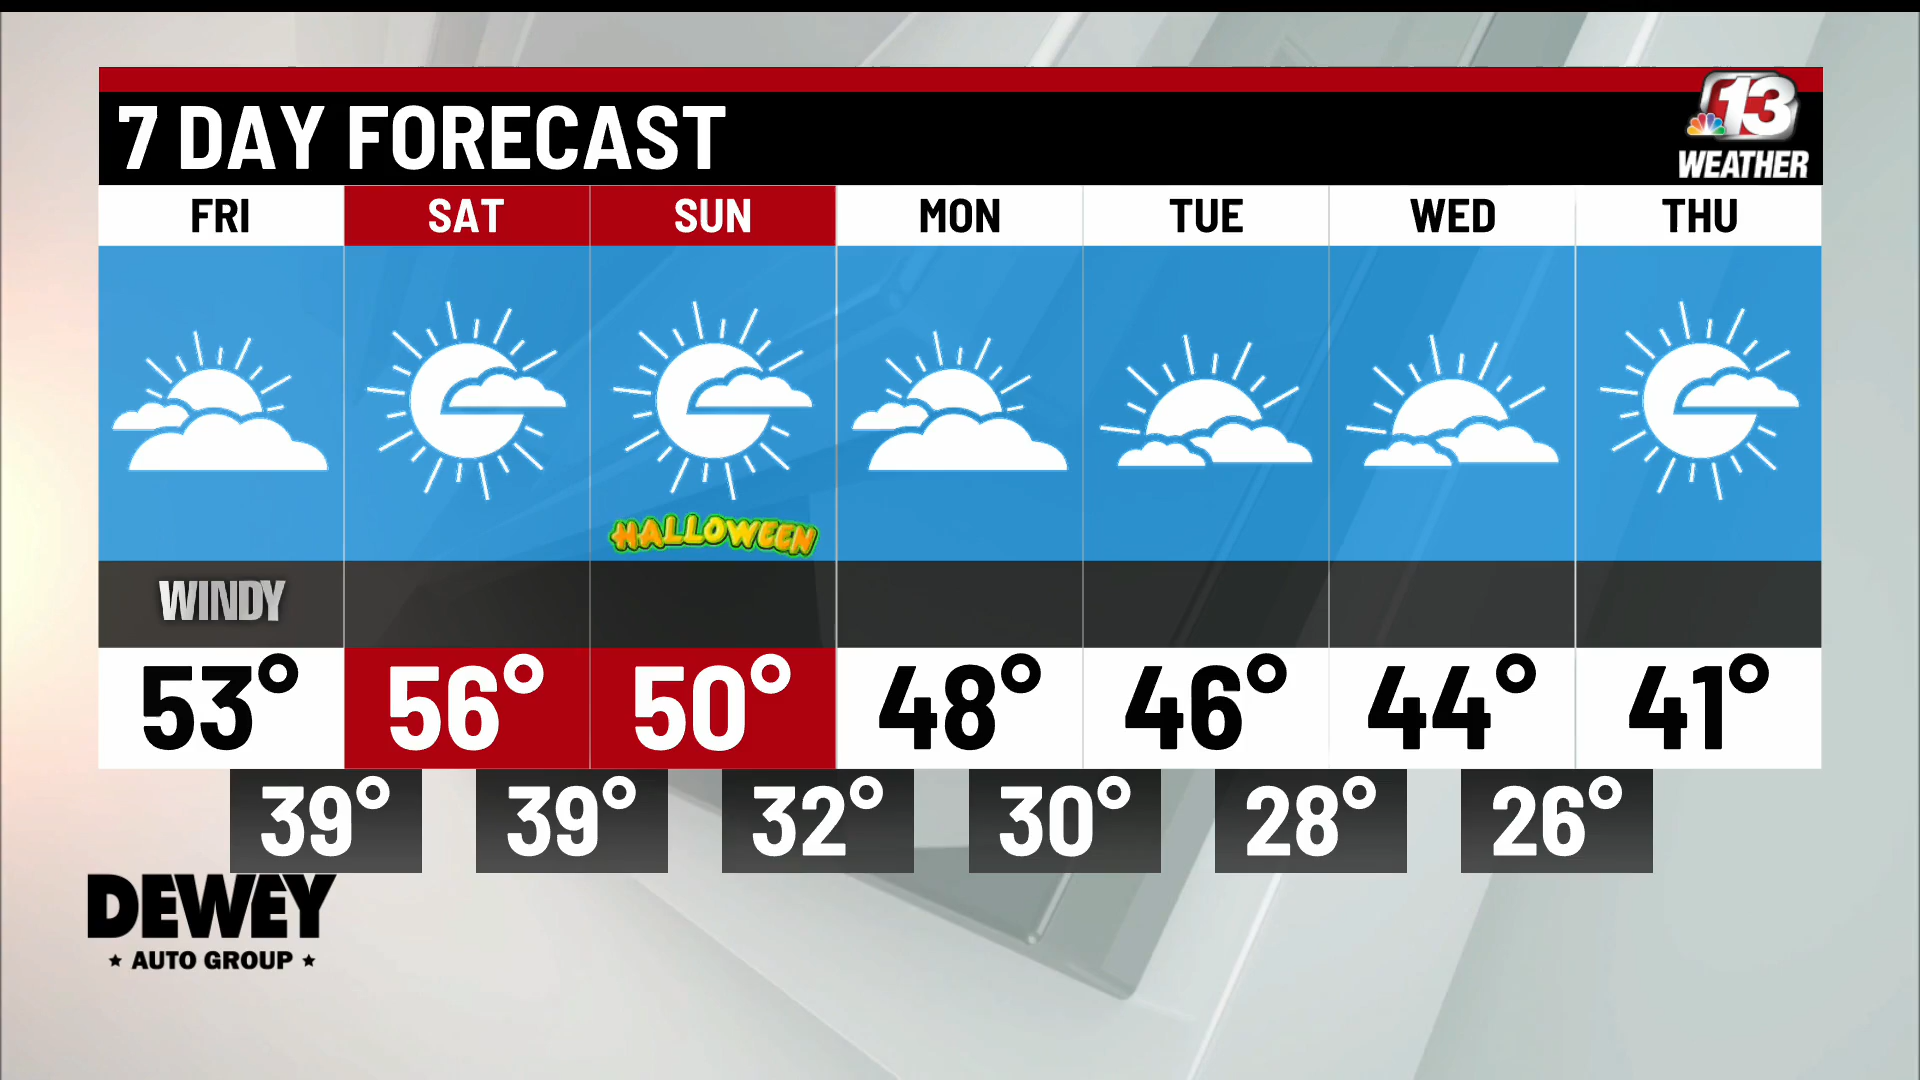 7 DAY FORECAST
13
WEATHER
FRI SAT SUN MON TUE WED THU
HALLOWEEN
WINDY
53° 56° 50° 48° 46° 44° 41°
39° 39° 32° 30° 28° 26°
DEWEY
★ AUTO GROUP ★